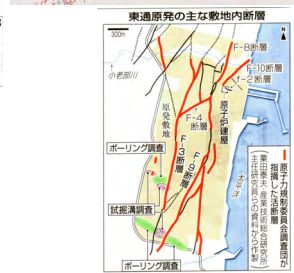 東通原発の主な敷地内断層
300m
N
F-8断層
F-10断層
f-2断層
小老部川
原子炉建屋
F-4
断層
原発敷地
F-3断層
F-9断層
ボーリング調査
試掘溝調査
ボーリング調査
太平洋
原子力規制委員会調査団が
指摘した活断層
(粟田泰夫・産業技術総合研究所
主任研究員らの資料から作製)